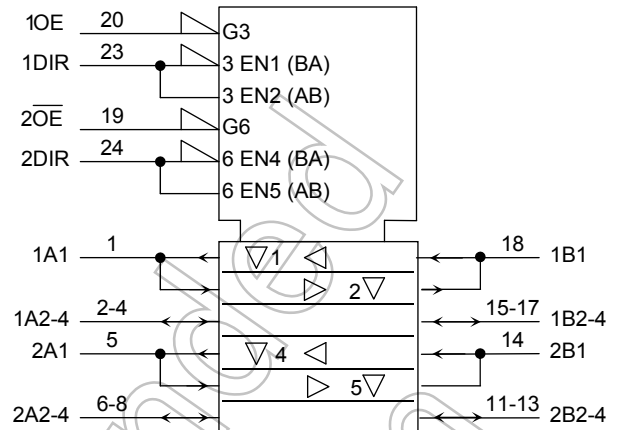 1OE 20 G3
1DIR 23 3 EN1 (BA)
3 EN2 (AB)
2O̅E̅ 19 G6
2DIR 24 6 EN4 (BA)
6 EN5 (AB)
1A1 1 ▽1 ◁ 18 1B1
▷ 2▽
1A2-4 2-4 15-17 1B2-4
2A1 5 ▽4 ◁ 14 2B1
▷ 5▽
2A2-4 6-8 11-13 2B2-4